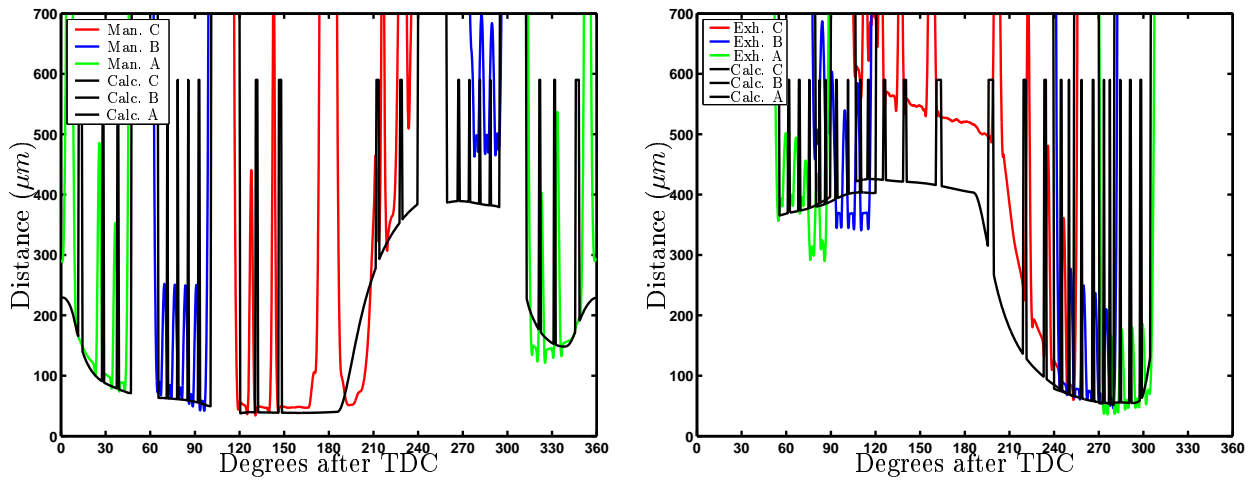 Distance (μm)
700
600
500
400
300
200
100
0
Man. C
Man. B
Man. A
Calc. C
Calc. B
Calc. A
0 30 60 90 120 150 180 210 240 270 300 330 360
Degrees after TDC
Distance (μm)
700
600
500
400
300
200
100
0
Exh. C
Exh. B
Exh. A
Calc. C
Calc. B
Calc. A
0 30 60 90 120 150 180 210 240 270 300 330 360
Degrees after TDC